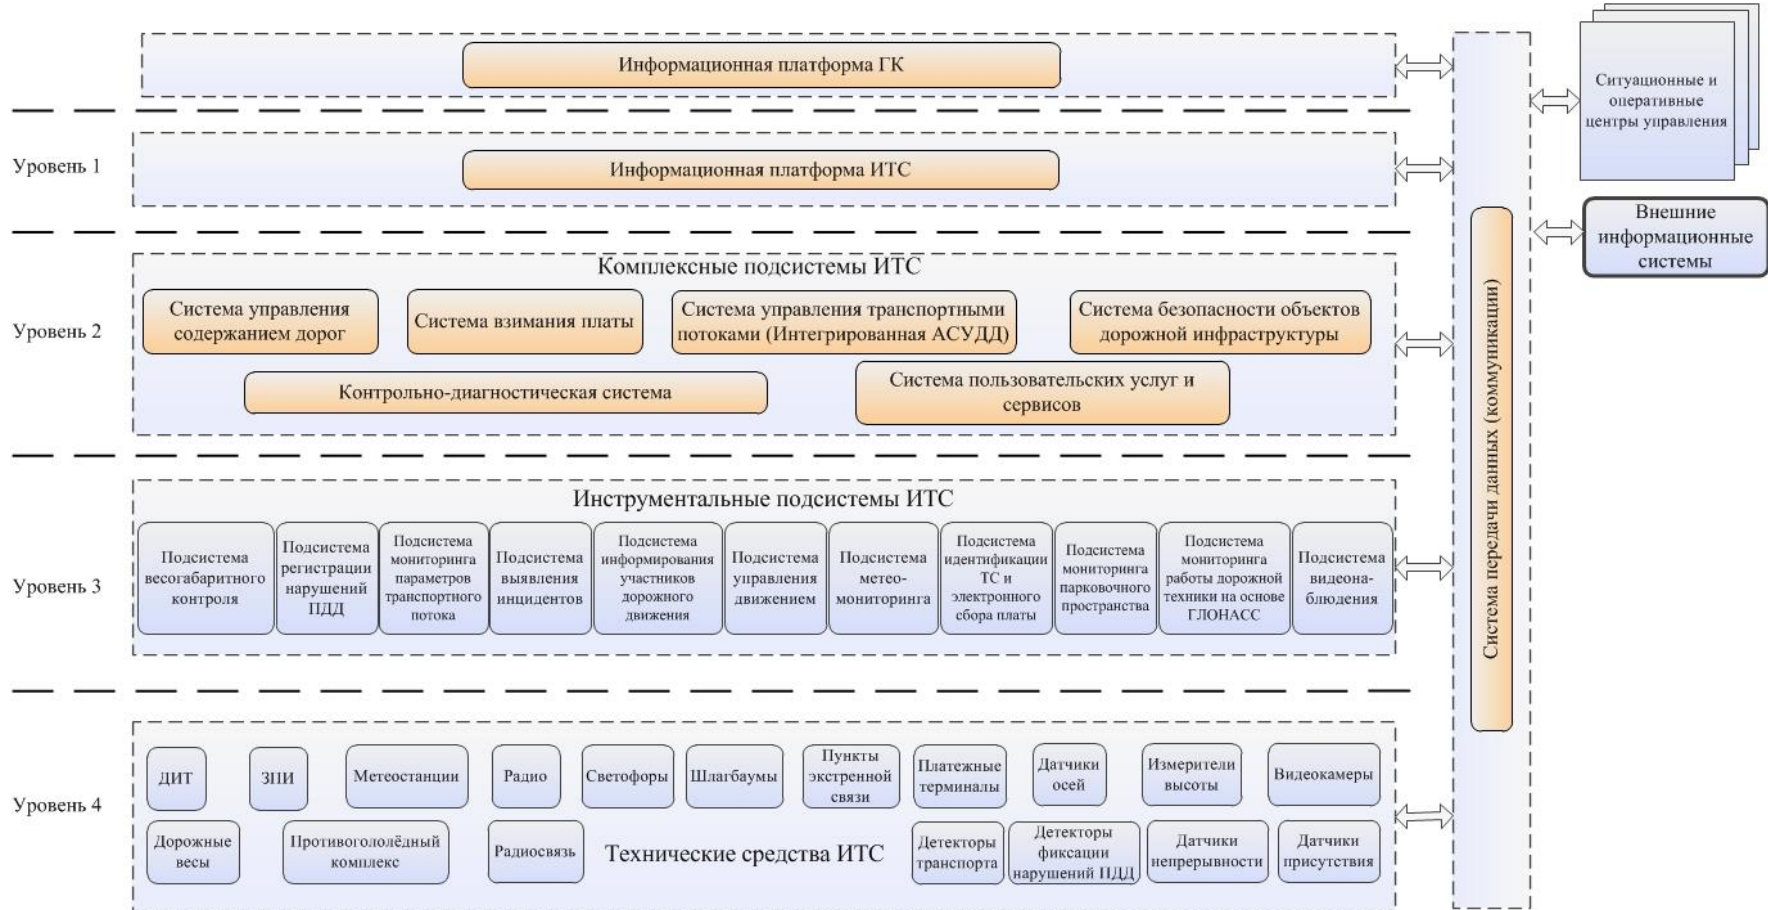 Информационная платформа ГК
Ситуационные и
оперативные
центры управления
Уровень 1
Информационная платформа ИТС
Внешние
информационные
системы
Уровень 2
Комплексные подсистемы ИТС
Система управления
содержанием дорог
Система взимания платы
Система управления транспортными
потоками (Интегрированная АСУДД)
Система безопасности объектов
дорожной инфраструктуры
Контрольно-диагностическая система
Система пользовательских услуг и
сервисов
Система передачи данных (коммуникации)
Уровень 3
Инструментальные подсистемы ИТС
Подсистема
весогабаритного
контроля
Подсистема
регистрации
нарушений
ПДД
Подсистема
мониторинга
параметров
транспортного
потока
Подсистема
выявления
инцидентов
Подсистема
информирования
участников
дорожного
движения
Подсистема
управления
движением
Подсистема
метео-
мониторинга
Подсистема
идентификации
ТС и
электронного
сбора платы
Подсистема
мониторинга
парковочного
пространства
Подсистема
мониторинга
работы дорожной
техники на основе
ГЛОНАСС
Подсистема
видеона-
блюдения
Уровень 4
ДИТ
ЗПИ
Метеостанции
Радио
Светофоры
Шлагбаумы
Пункты
экстренной
связи
Платежные
терминалы
Датчики
осей
Измерители
высоты
Видеокамеры
Дорожные
весы
Противогололёдный
комплекс
Радиосвязь
Технические средства ИТС
Детекторы
транспорта
Детекторы
фиксации
нарушений ПДД
Датчики
непрерывности
Датчики
присутствия